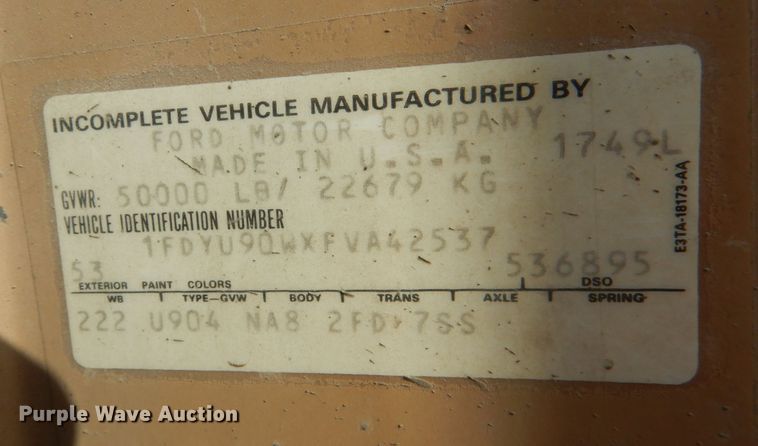 INCOMPLETE VEHICLE MANUFACTURED BY
FORD MOTOR COMPANY
MADE IN U.S.A. 1749L
GVWR: 50000 LB/ 22679 KG
VEHICLE IDENTIFICATION NUMBER
1FDYU90WXFVA42537
53 536895
EXTERIOR PAINT COLORS DSO
WB TYPE-GVW BODY TRANS AXLE SPRING
222 U904 NA8 2FD 7SS
E3TA-18173-AA
Purple Wave Auction